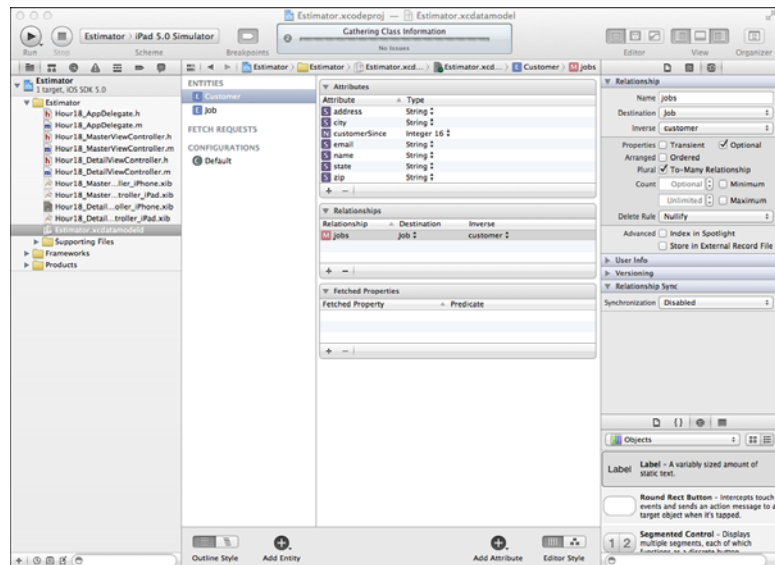 Estimator.xcodeproj — Estimator.xcdatamodel
Run Stop
Estimator iPad 5.0 Simulator
Scheme
Breakpoints
Gathering Class Information
No Issues
Editor View Organizer
Estimator Estimator Estimator.xcd... Estimator.xcd... Customer jobs
Estimator
1 target, iOS SDK 5.0
Estimator
Hour18_AppDelegate.h
Hour18_AppDelegate.m
Hour18_MasterViewController.h
Hour18_MasterViewController.m
Hour18_DetailViewController.h
Hour18_DetailViewController.m
Hour18_Master...ller_iPhone.xib
Hour18_Master...troller_iPad.xib
Hour18_Detail...oller_iPhone.xib
Hour18_Detail...troller_iPad.xib
Estimator.xcdatamodeld
Supporting Files
Frameworks
Products
ENTITIES
E Customer
E Job
FETCH REQUESTS
CONFIGURATIONS
C Default
Attributes
Attribute Type
S address String
S city String
N customerSince Integer 16
S email String
S name String
S state String
S zip String
+ −
Relationships
Relationship Destination Inverse
M jobs Job customer
+ −
Fetched Properties
Fetched Property Predicate
+ −
Outline Style Add Entity Add Attribute Editor Style
Relationship
Name jobs
Destination Job
Inverse customer
Properties Transient Optional
Arranged Ordered
Plural To-Many Relationship
Count Optional Minimum
Unlimited Maximum
Delete Rule Nullify
Advanced Index in Spotlight
Store in External Record File
User Info
Versioning
Relationship Sync
Synchronization Disabled
Objects
Label Label – A variably sized amount of
static text.
Round Rect Button – Intercepts touch
events and sends an action message to a
target object when it's tapped.
1 2 Segmented Control – Displays
multiple segments, each of which
functions as a discrete button.